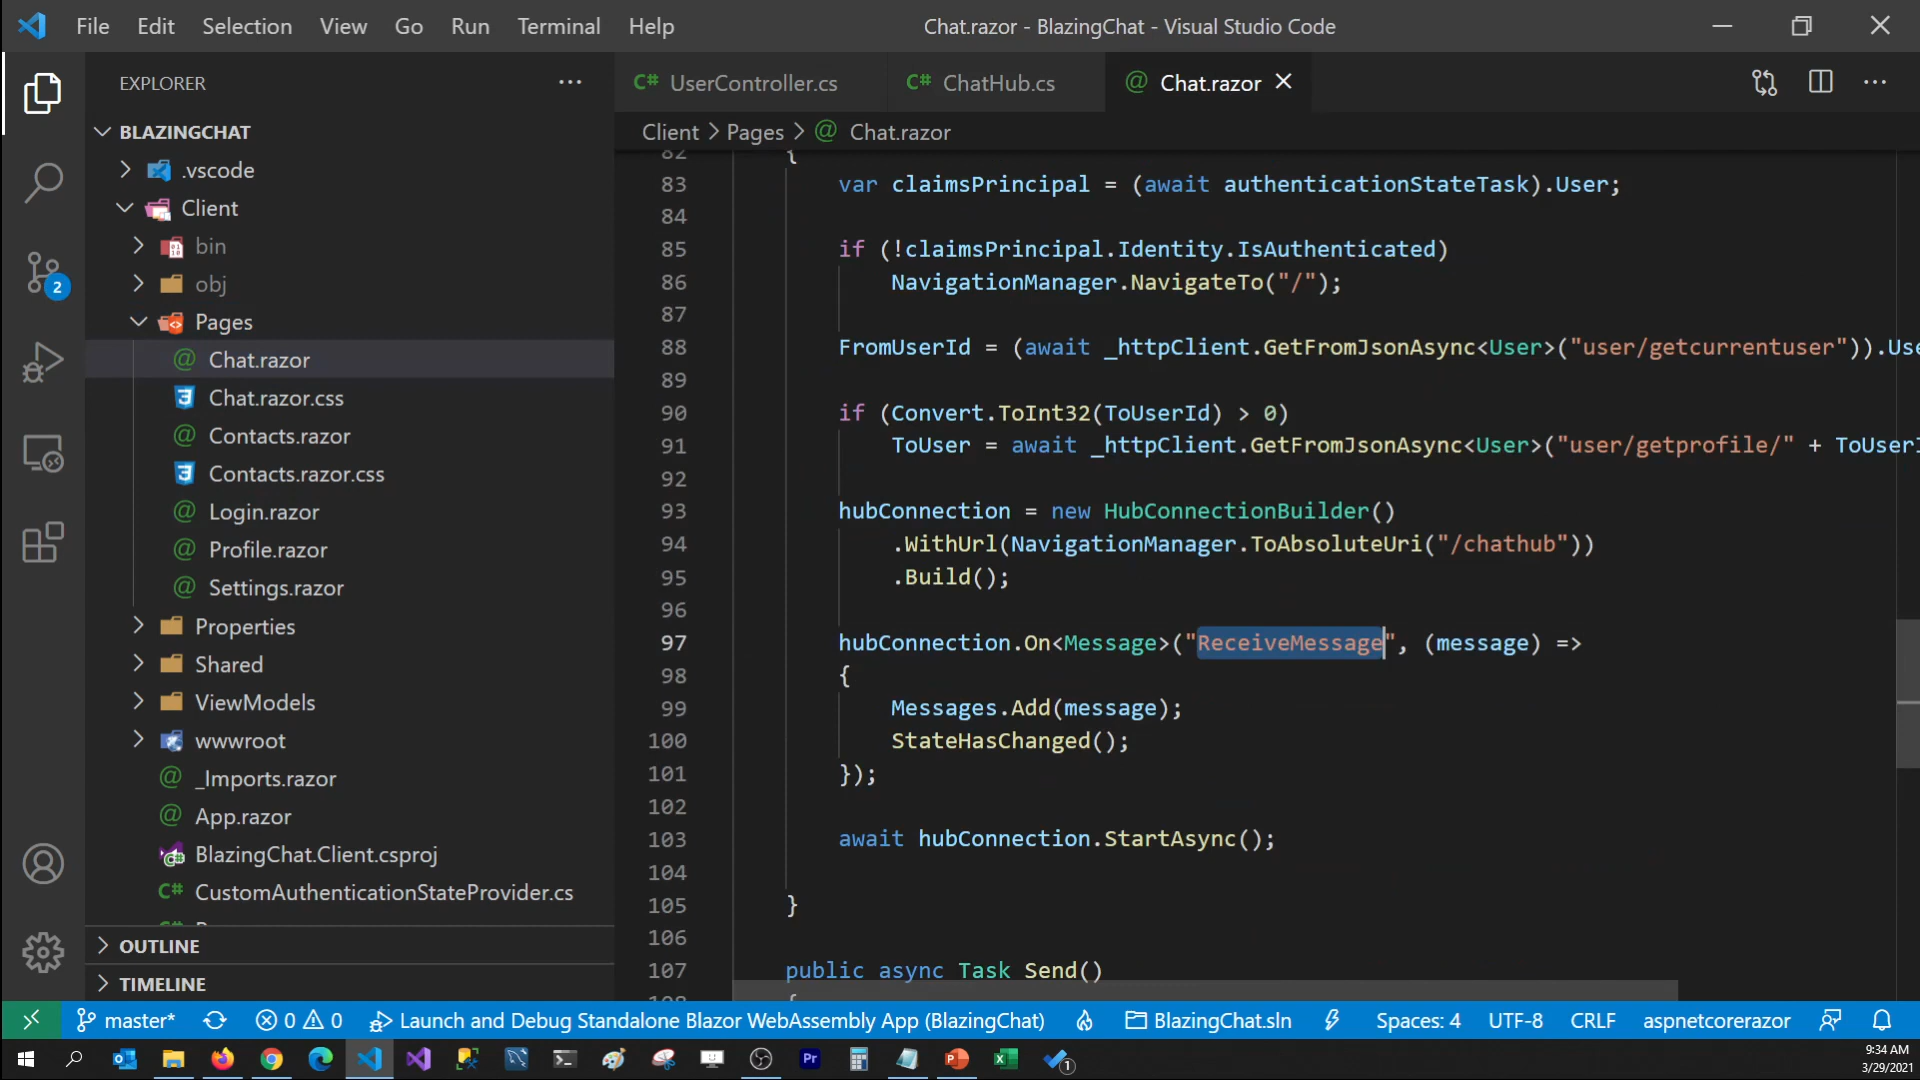 File Edit Selection View Go Run Terminal Help
Chat.razor - BlazingChat - Visual Studio Code
EXPLORER
BLAZINGCHAT
.vscode
Client
bin
obj
Pages
Chat.razor
Chat.razor.css
Contacts.razor
Contacts.razor.css
Login.razor
Profile.razor
Settings.razor
Properties
Shared
ViewModels
wwwroot
_Imports.razor
App.razor
BlazingChat.Client.csproj
C# CustomAuthenticationStateProvider.cs
OUTLINE
TIMELINE
C# UserController.cs C# ChatHub.cs Chat.razor
Client > Pages > Chat.razor
82 {
83 var claimsPrincipal = (await authenticationStateTask).User;
84
85 if (!claimsPrincipal.Identity.IsAuthenticated)
86 NavigationManager.NavigateTo("/");
87
88 FromUserId = (await _httpClient.GetFromJsonAsync<User>("user/getcurrentuser")).Use
89
90 if (Convert.ToInt32(ToUserId) > 0)
91 ToUser = await _httpClient.GetFromJsonAsync<User>("user/getprofile/" + ToUserI
92
93 hubConnection = new HubConnectionBuilder()
94 .WithUrl(NavigationManager.ToAbsoluteUri("/chathub"))
95 .Build();
96
97 hubConnection.On<Message>("ReceiveMessage", (message) =>
98 {
99 Messages.Add(message);
100 StateHasChanged();
101 });
102
103 await hubConnection.StartAsync();
104
105 }
106
107 public async Task Send()
108 {
2
master* 0 0 Launch and Debug Standalone Blazor WebAssembly App (BlazingChat) BlazingChat.sln Spaces: 4 UTF-8 CRLF aspnetcorerazor
Pr
1
9:34 AM
3/29/2021